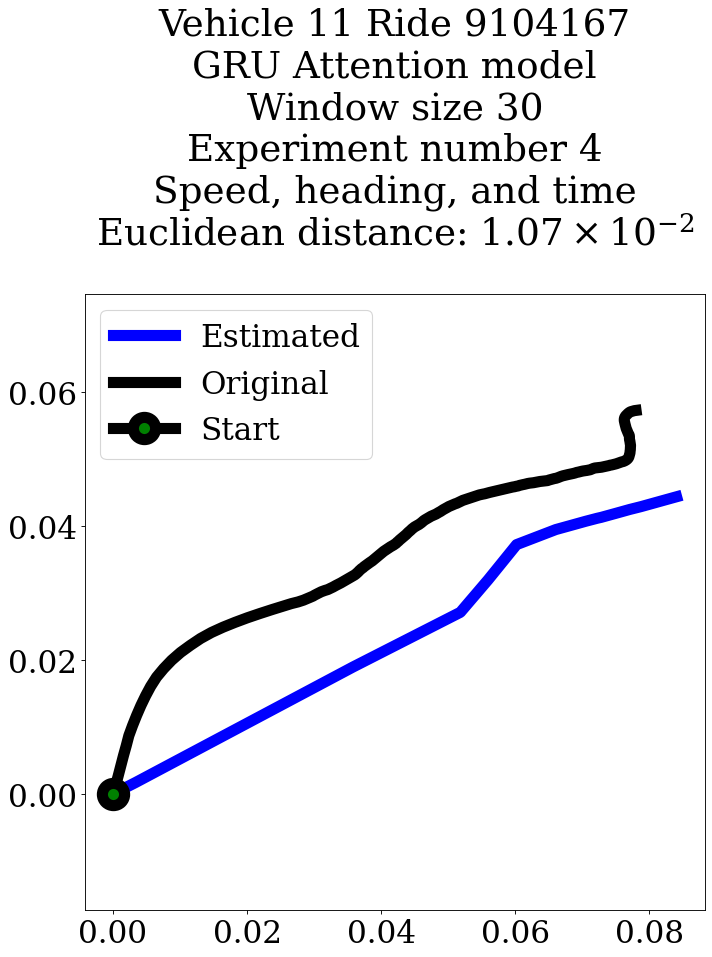 Vehicle 11 Ride 9104167
GRU Attention model
Window size 30
Experiment number 4
Speed, heading, and time
Euclidean distance: 1.07 × 10⁻²
Estimated
Original
Start
0.06
0.04
0.02
0.00
0.00 0.02 0.04 0.06 0.08